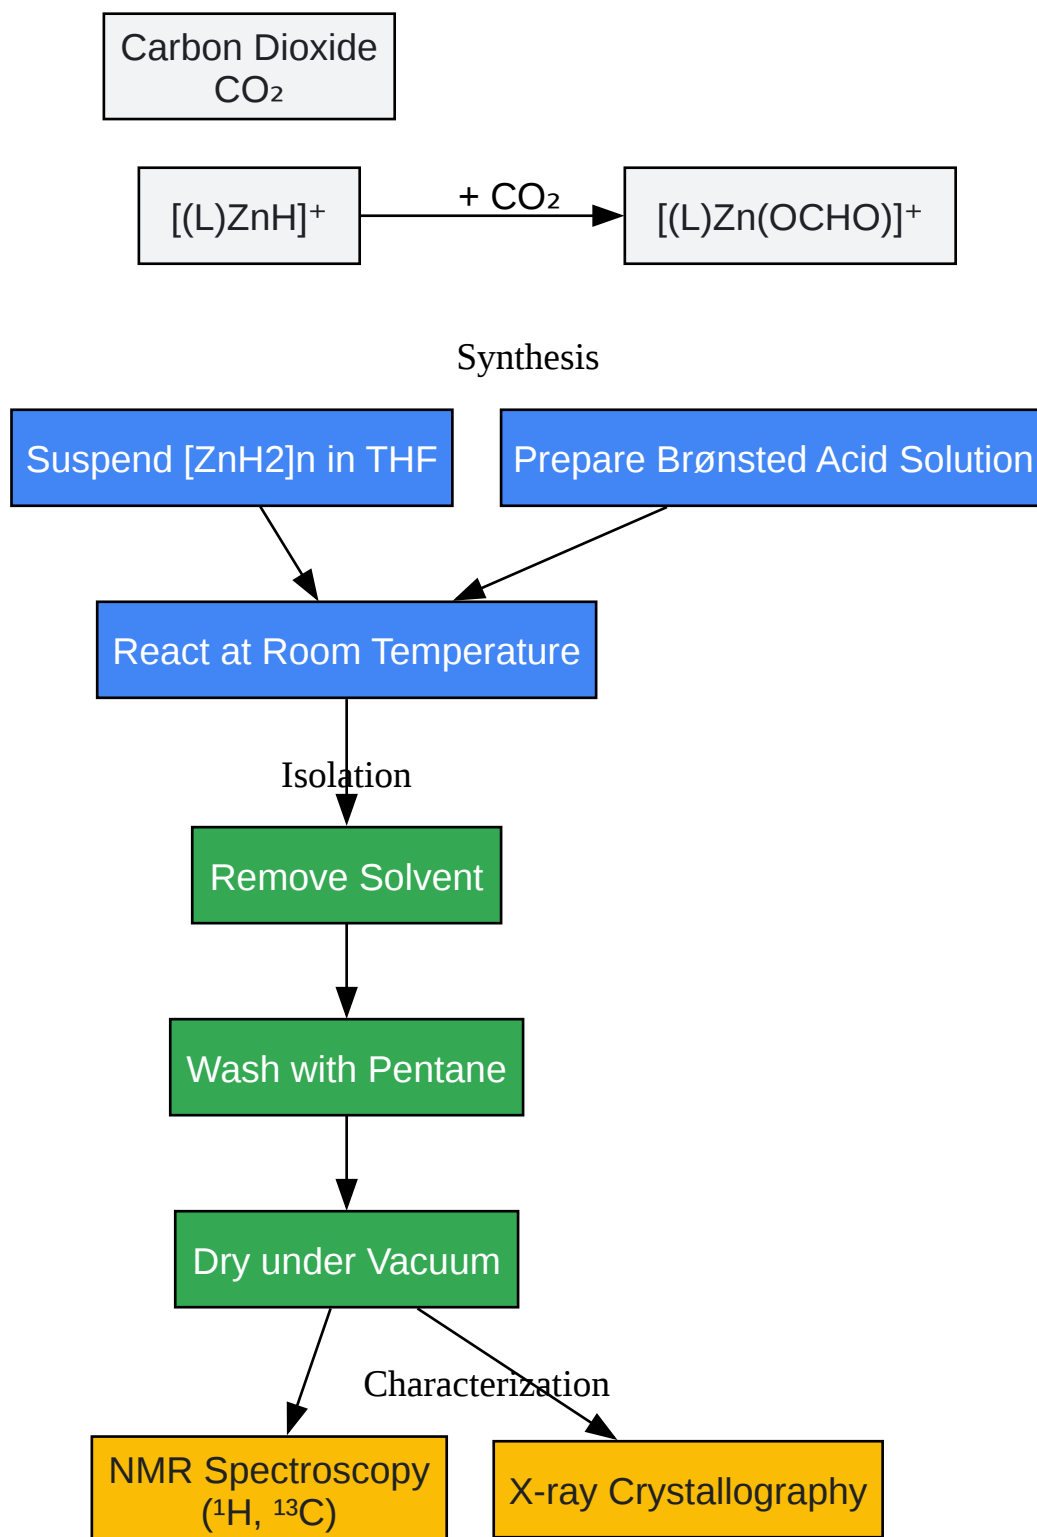 Carbon Dioxide
CO₂
[(L)ZnH]⁺
+ CO₂
[(L)Zn(OCHO)]⁺
Synthesis
Suspend [ZnH2]n in THF
Prepare Brønsted Acid Solution
React at Room Temperature
Isolation
Remove Solvent
Wash with Pentane
Dry under Vacuum
Characterization
NMR Spectroscopy
(¹H, ¹³C)
X-ray Crystallography